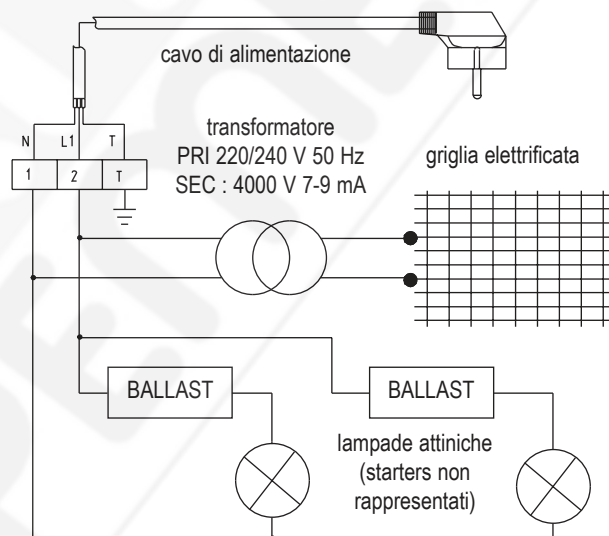 cavo di alimentazione
transformatore
PRI 220/240 V 50 Hz
SEC : 4000 V 7-9 mA
griglia elettrificata
N L1 T
1 2 T
BALLAST
BALLAST
lampade attiniche
(starters non
rappresentati)